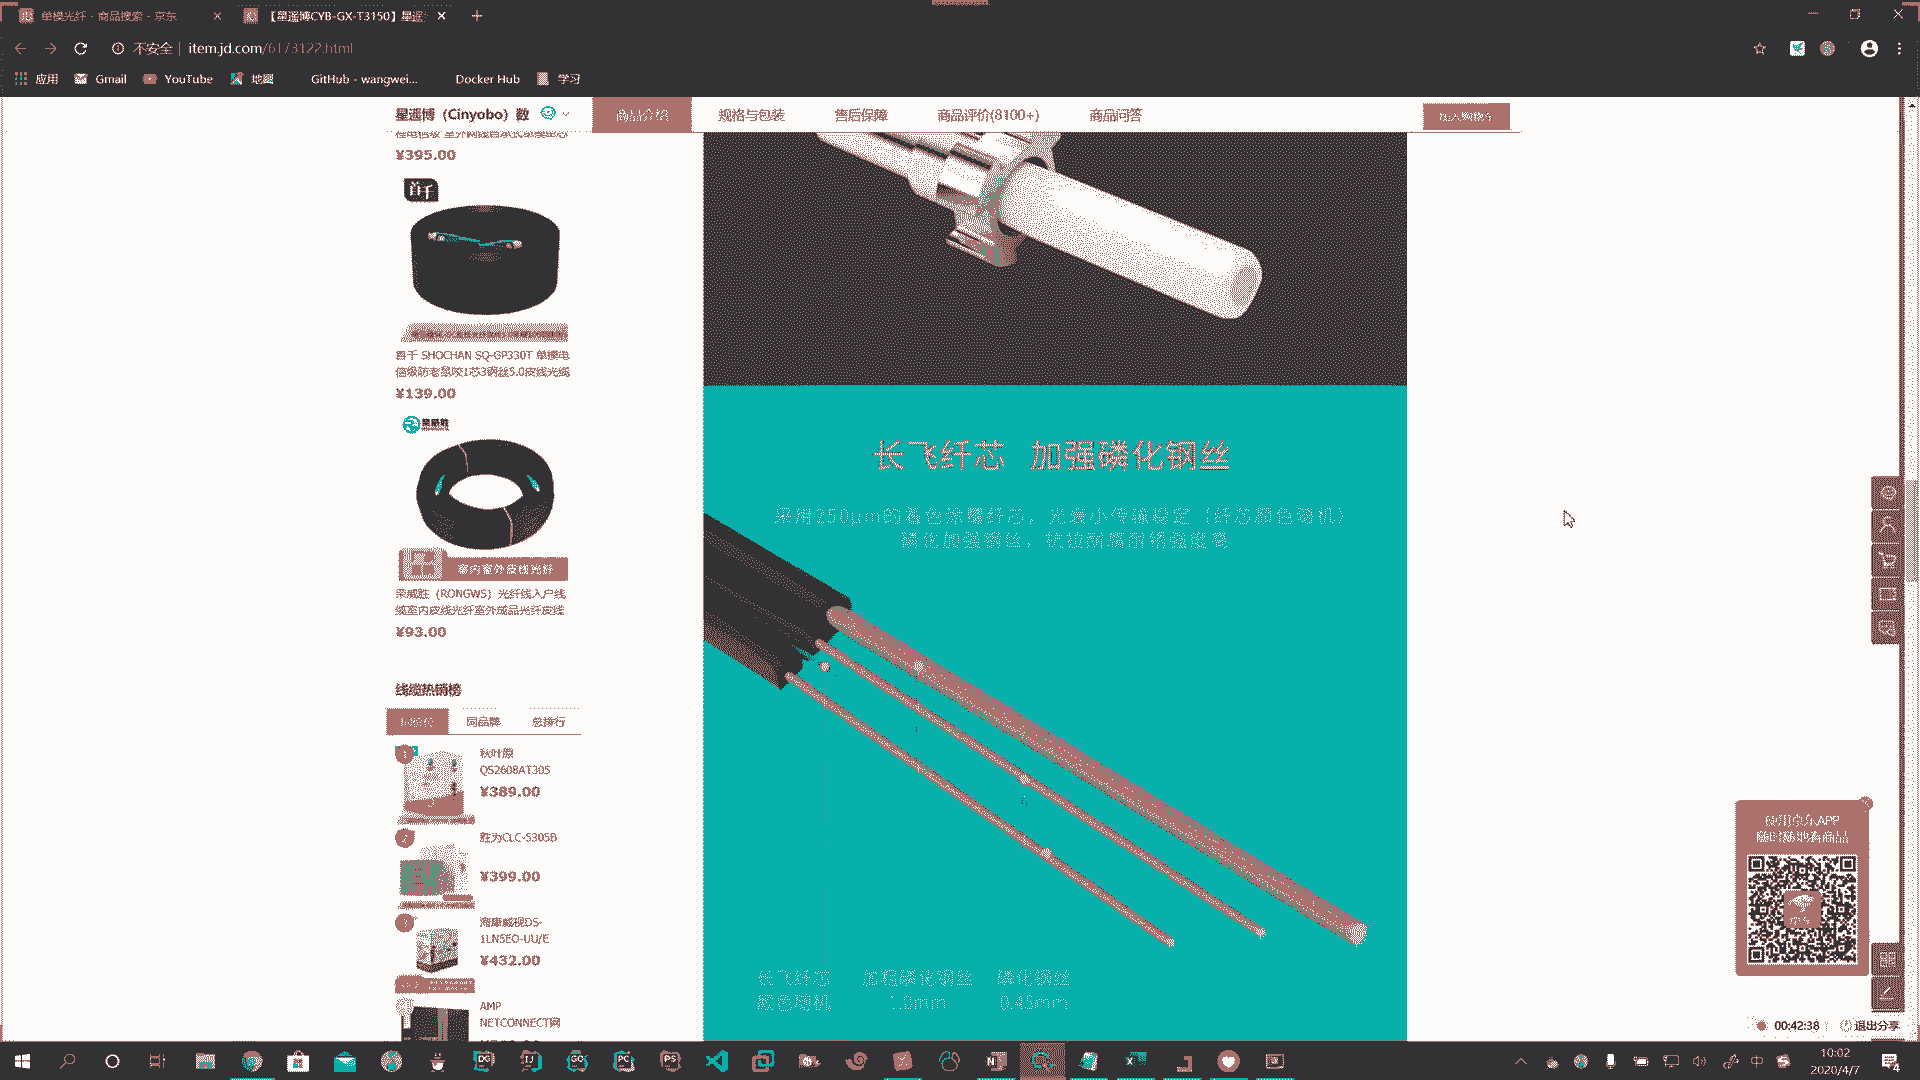 单模光纤 - 商品搜索 - 京东
【星遥博CYB-GX-T3150】星遥
不安全 | item.jd.com/6173122.html
应用
Gmail
YouTube
地图
GitHub - wangwei...
Docker Hub
学习
星遥博（Cinyobo）数
商品介绍
规格与包装
售后保障
商品评价(8100+)
商品问答
加入购物车
¥395.00
首千
首千 SHOCHAN SQ-GP330T 单模电
信级防老鼠咬1芯3钢丝5.0皮线光缆
¥139.00
荣威胜
室内室外皮线光纤
荣威胜（RONGWS）光纤线入户线
缆室内皮线光纤室外成品光纤皮线
¥93.00
线缆热销榜
同价位
同品牌
总排行
1
秋叶原
QS2608AT305
¥389.00
2
胜为CLC-5305B
¥399.00
3
海康威视DS-
1LN5EO-UU/E
¥432.00
AMP
NETCONNECT网
长飞纤芯 加强磷化钢丝
采用250μm的着色涂覆纤芯，光衰小传输稳定（纤芯颜色随机）
磷化加强钢丝，抗拉耐腐耐锈强度高
长飞纤芯
颜色随机
加粗磷化钢丝
1.0mm
磷化钢丝
0.45mm
使用京东APP
随时随地看商品
00:42:38
退出分享
中
10:02
2020/4/7